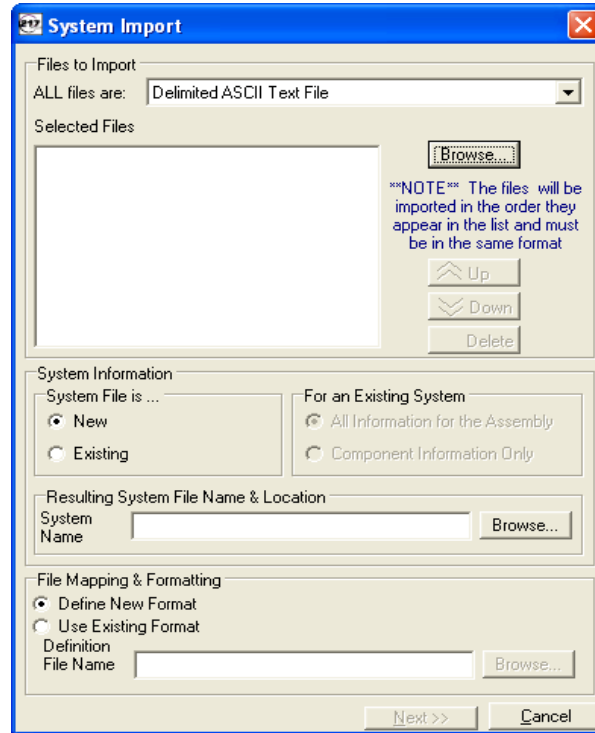 217 System Import
Files to Import
ALL files are: Delimited ASCII Text File
Selected Files
Browse...
**NOTE** The files will be
imported in the order they
appear in the list and must
be in the same format
Up
Down
Delete
System Information
System File is ...
New
Existing
For an Existing System
All Information for the Assembly
Component Information Only
Resulting System File Name & Location
System
Name
Browse...
File Mapping & Formatting
Define New Format
Use Existing Format
Definition
File Name
Browse...
Next >>
Cancel